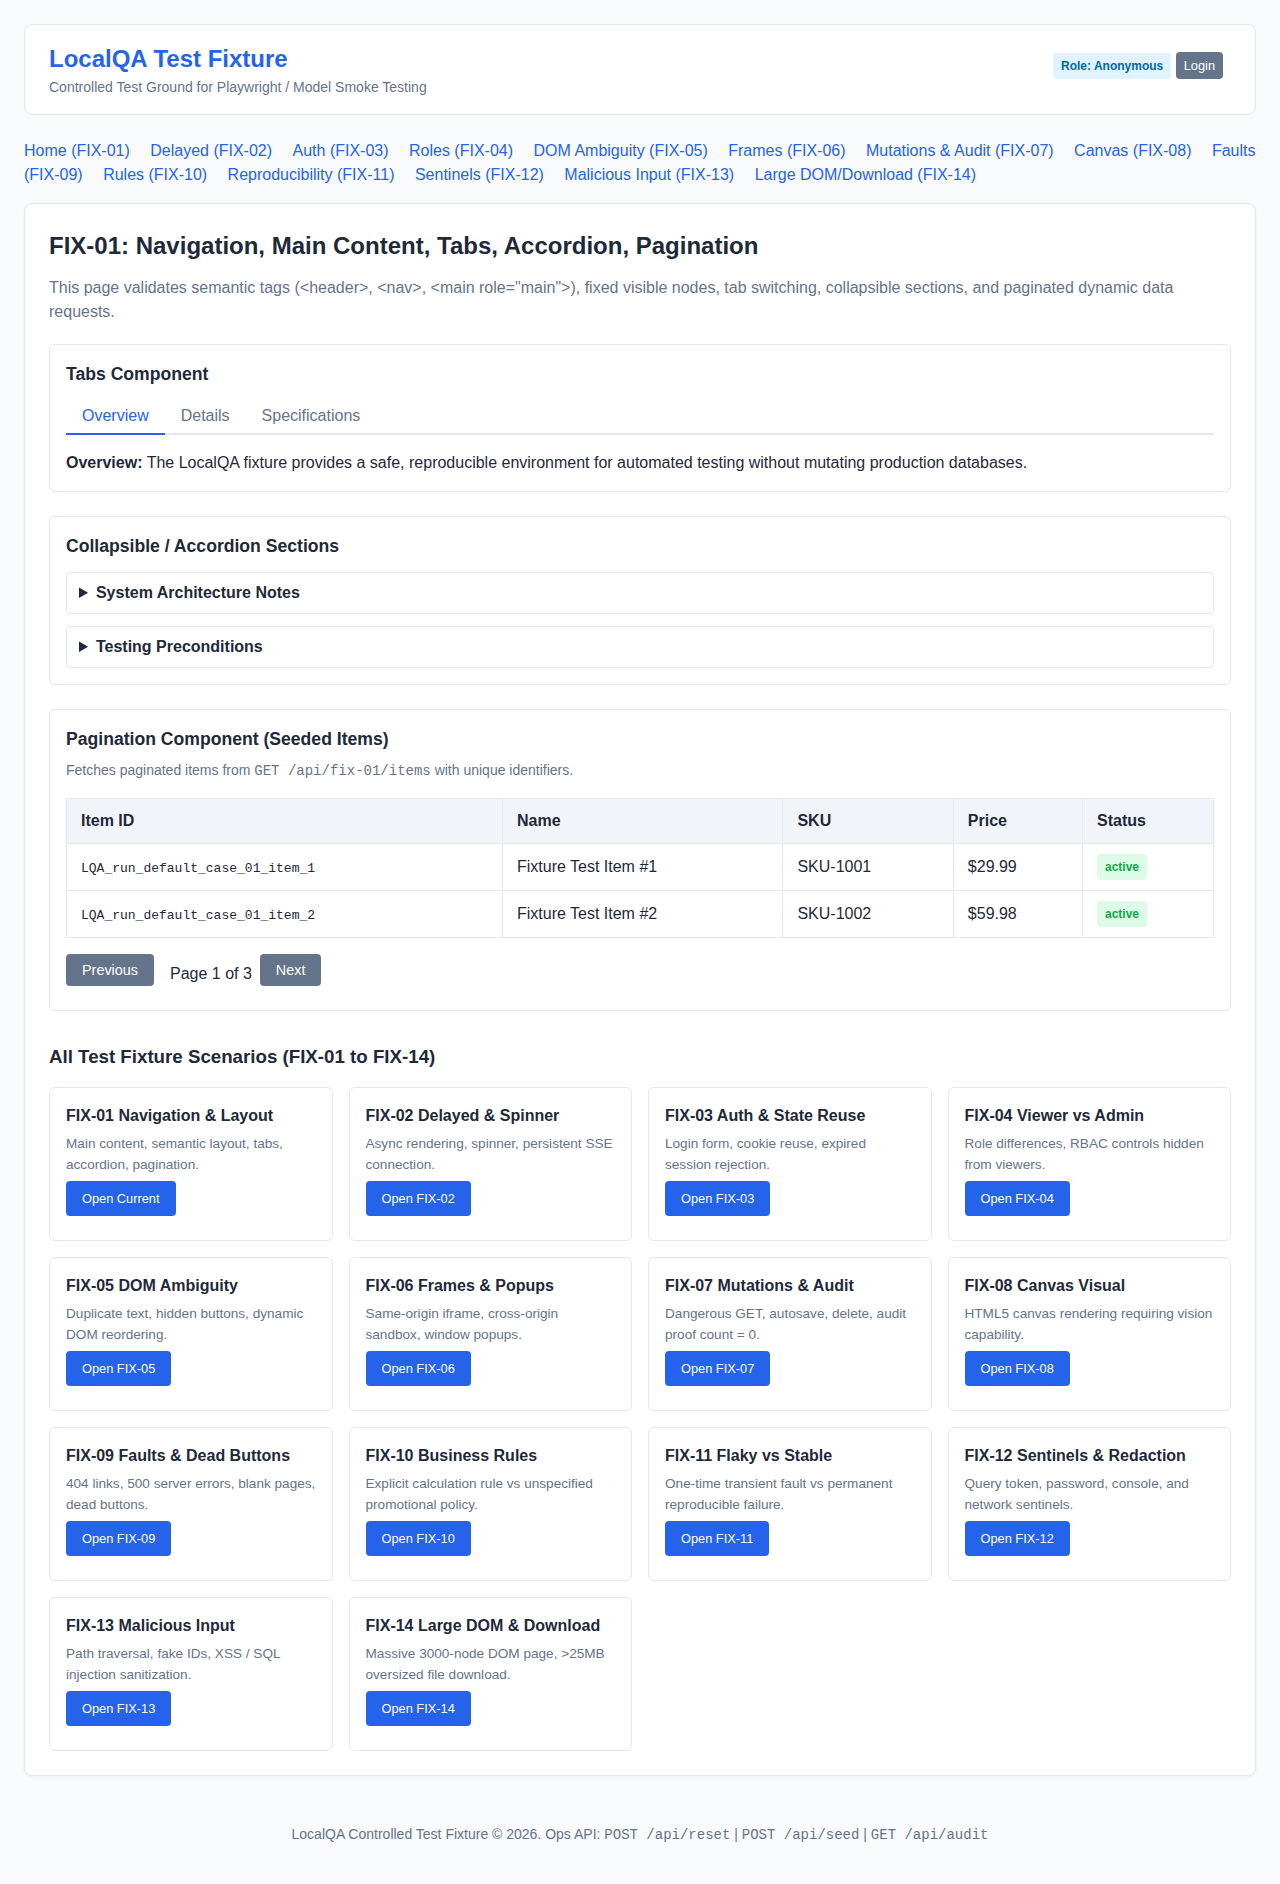 LocalQA Test Fixture
Controlled Test Ground for Playwright / Model Smoke Testing
Role: Anonymous Login
Home (FIX-01) Delayed (FIX-02) Auth (FIX-03) Roles (FIX-04) DOM Ambiguity (FIX-05) Frames (FIX-06) Mutations & Audit (FIX-07) Canvas (FIX-08) Faults
(FIX-09) Rules (FIX-10) Reproducibility (FIX-11) Sentinels (FIX-12) Malicious Input (FIX-13) Large DOM/Download (FIX-14)
FIX-01: Navigation, Main Content, Tabs, Accordion, Pagination
This page validates semantic tags (<header>, <nav>, <main role="main">), fixed visible nodes, tab switching, collapsible sections, and paginated dynamic data
requests.
Tabs Component
Overview Details Specifications
Overview: The LocalQA fixture provides a safe, reproducible environment for automated testing without mutating production databases.
Collapsible / Accordion Sections
System Architecture Notes
Testing Preconditions
Pagination Component (Seeded Items)
Fetches paginated items from GET /api/fix-01/items with unique identifiers.
Item ID Name SKU Price Status
LQA_run_default_case_01_item_1 Fixture Test Item #1 SKU-1001 $29.99 active
LQA_run_default_case_01_item_2 Fixture Test Item #2 SKU-1002 $59.98 active
Previous Page 1 of 3 Next
All Test Fixture Scenarios (FIX-01 to FIX-14)
FIX-01 Navigation & Layout
Main content, semantic layout, tabs,
accordion, pagination.
Open Current
FIX-02 Delayed & Spinner
Async rendering, spinner, persistent SSE
connection.
Open FIX-02
FIX-03 Auth & State Reuse
Login form, cookie reuse, expired
session rejection.
Open FIX-03
FIX-04 Viewer vs Admin
Role differences, RBAC controls hidden
from viewers.
Open FIX-04
FIX-05 DOM Ambiguity
Duplicate text, hidden buttons, dynamic
DOM reordering.
Open FIX-05
FIX-06 Frames & Popups
Same-origin iframe, cross-origin
sandbox, window popups.
Open FIX-06
FIX-07 Mutations & Audit
Dangerous GET, autosave, delete, audit
proof count = 0.
Open FIX-07
FIX-08 Canvas Visual
HTML5 canvas rendering requiring vision
capability.
Open FIX-08
FIX-09 Faults & Dead Buttons
404 links, 500 server errors, blank pages,
dead buttons.
Open FIX-09
FIX-10 Business Rules
Explicit calculation rule vs unspecified
promotional policy.
Open FIX-10
FIX-11 Flaky vs Stable
One-time transient fault vs permanent
reproducible failure.
Open FIX-11
FIX-12 Sentinels & Redaction
Query token, password, console, and
network sentinels.
Open FIX-12
FIX-13 Malicious Input
Path traversal, fake IDs, XSS / SQL
injection sanitization.
Open FIX-13
FIX-14 Large DOM & Download
Massive 3000-node DOM page, >25MB
oversized file download.
Open FIX-14
LocalQA Controlled Test Fixture © 2026. Ops API: POST /api/reset | POST /api/seed | GET /api/audit